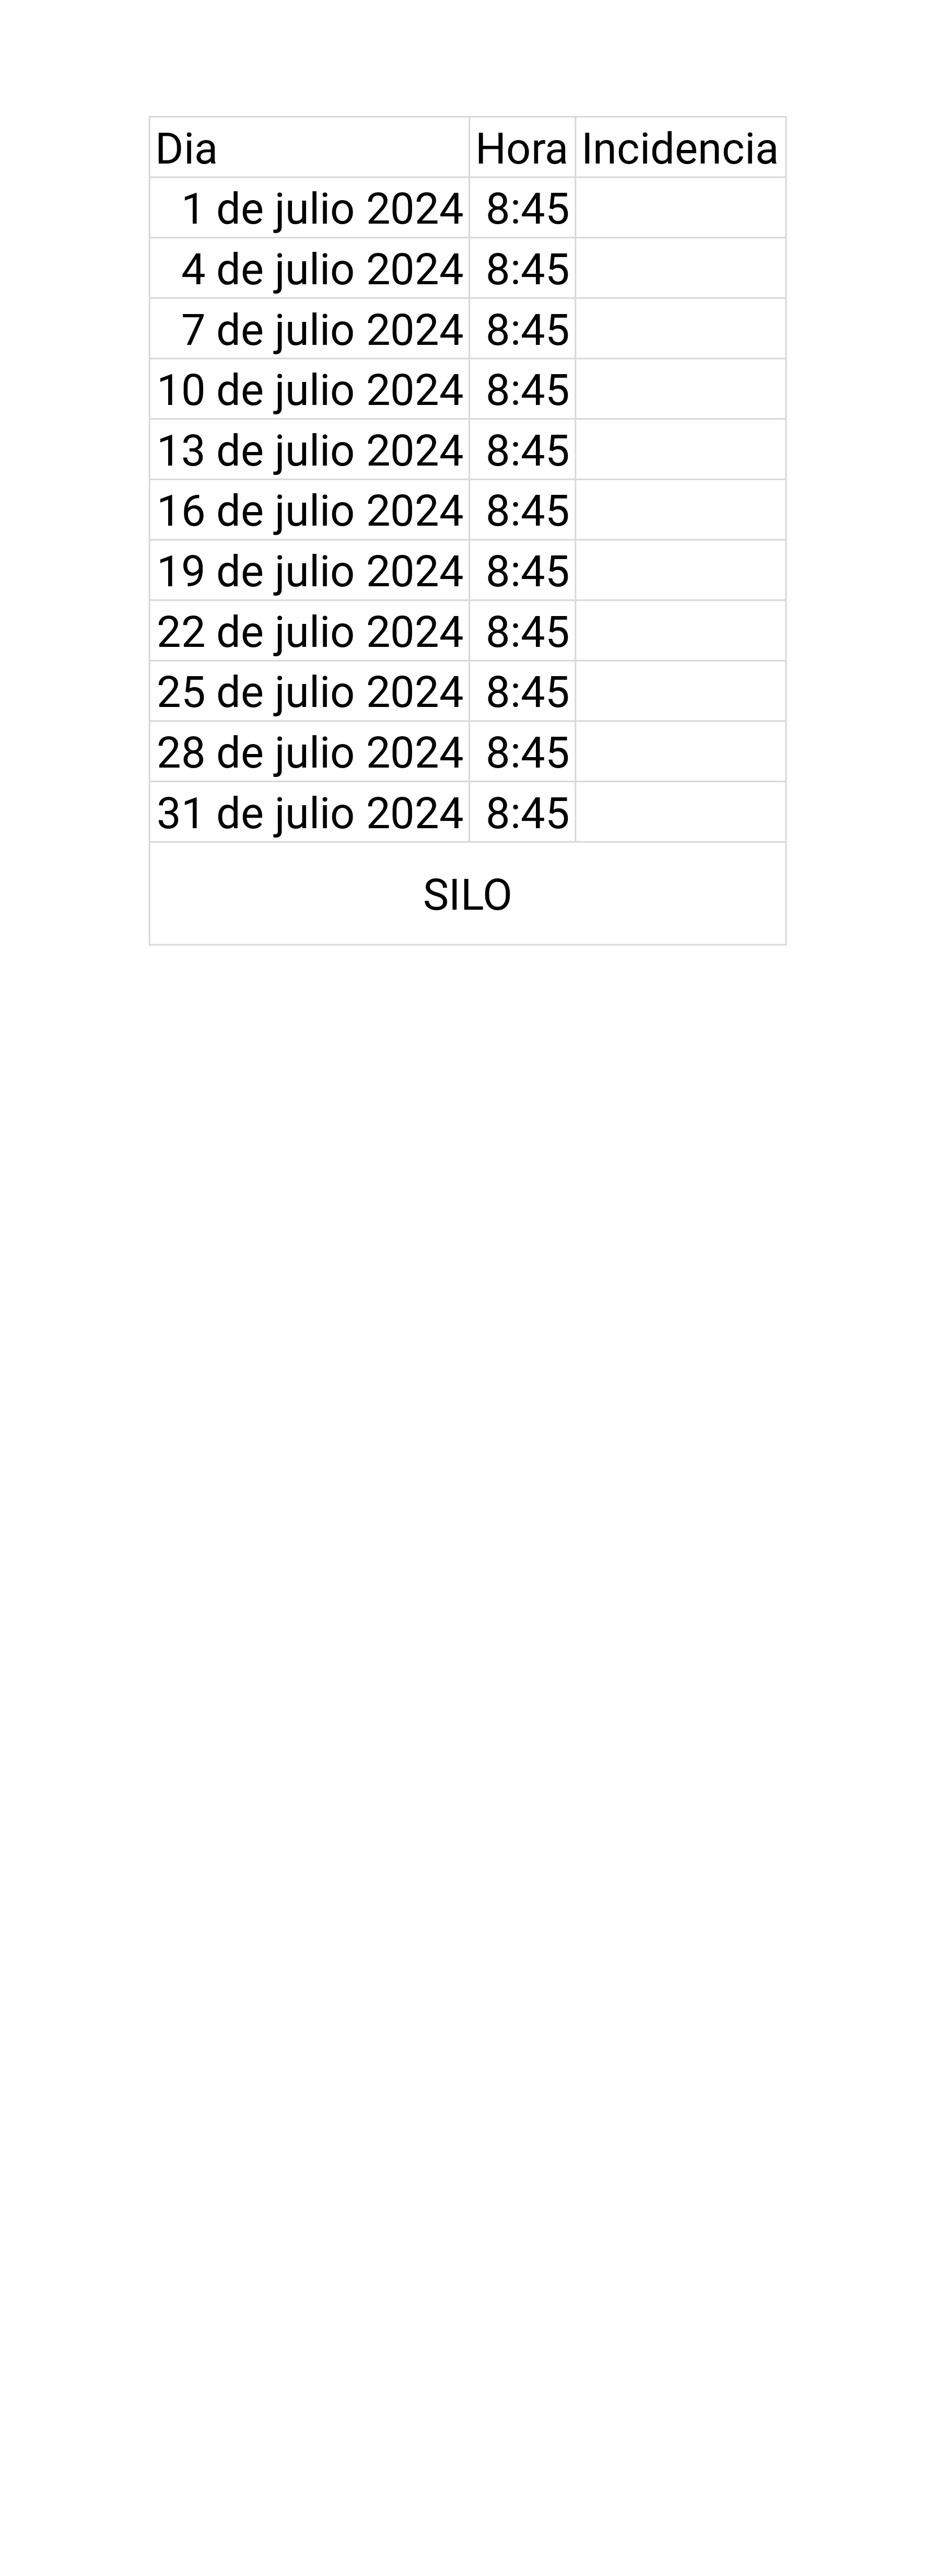 Dia Hora Incidencia
1 de julio 2024 8:45
4 de julio 2024 8:45
7 de julio 2024 8:45
10 de julio 2024 8:45
13 de julio 2024 8:45
16 de julio 2024 8:45
19 de julio 2024 8:45
22 de julio 2024 8:45
25 de julio 2024 8:45
28 de julio 2024 8:45
31 de julio 2024 8:45
SILO